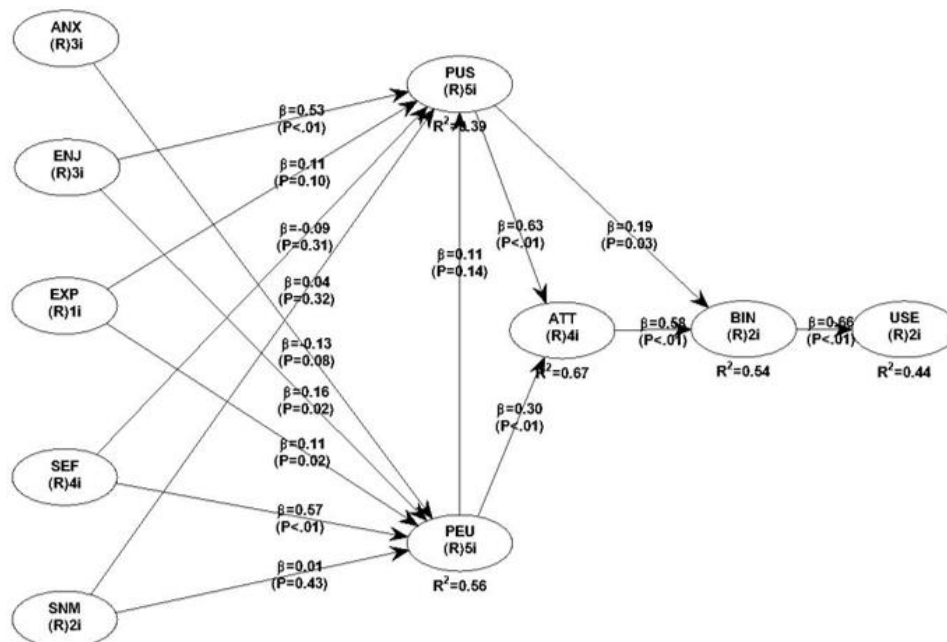 ANX
(R)3i
PUS
(R)5i
R²=0.39
β=0.53
(P<.01)
ENJ
(R)3i
β=0.11
(P=0.10)
β=-0.09
(P=0.31)
β=0.63
(P<.01)
β=0.19
(P=0.03)
β=0.11
(P=0.14)
EXP
(R)1i
β=0.04
(P=0.32)
ATT
(R)4i
R²=0.67
β=0.58
(P<.01)
BIN
(R)2i
R²=0.54
β=0.66
(P<.01)
USE
(R)2i
R²=0.44
β=-0.13
(P=0.08)
β=0.16
(P=0.02)
β=0.30
(P<.01)
β=0.11
(P=0.02)
SEF
(R)4i
β=0.57
(P<.01)
PEU
(R)5i
R²=0.56
β=0.01
(P=0.43)
SNM
(R)2i